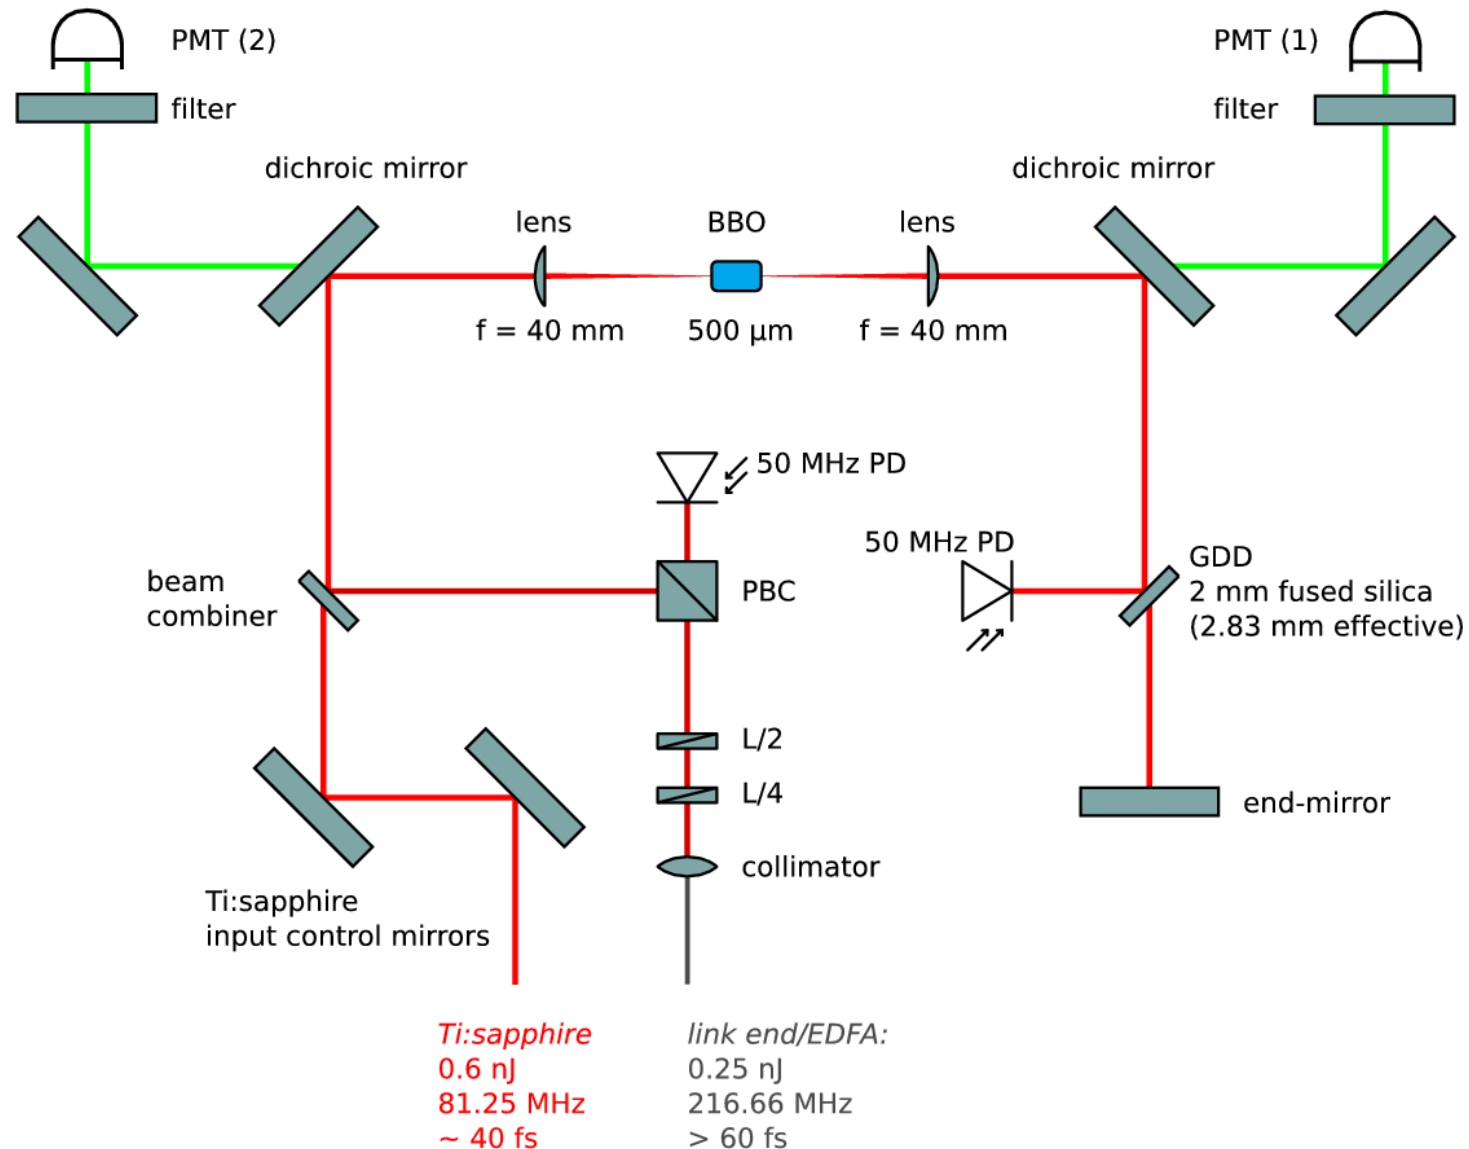 PMT (2)
PMT (1)
filter
filter
dichroic mirror
dichroic mirror
lens
BBO
lens
f = 40 mm
500 μm
f = 40 mm
50 MHz PD
50 MHz PD
GDD
2 mm fused silica
(2.83 mm effective)
beam
combiner
PBC
L/2
L/4
end-mirror
collimator
Ti:sapphire
input control mirrors
Ti:sapphire
0.6 nJ
81.25 MHz
~ 40 fs
link end/EDFA:
0.25 nJ
216.66 MHz
> 60 fs